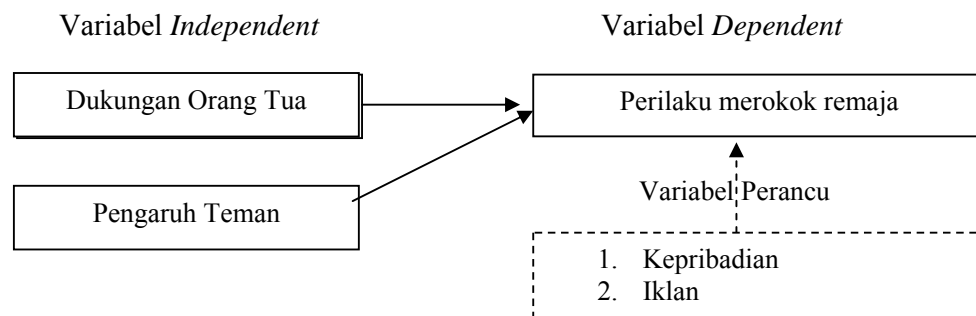 Variabel Independent
Variabel Dependent
Dukungan Orang Tua
Perilaku merokok remaja
Pengaruh Teman
Variabel Perancu
1. Kepribadian
2. Iklan